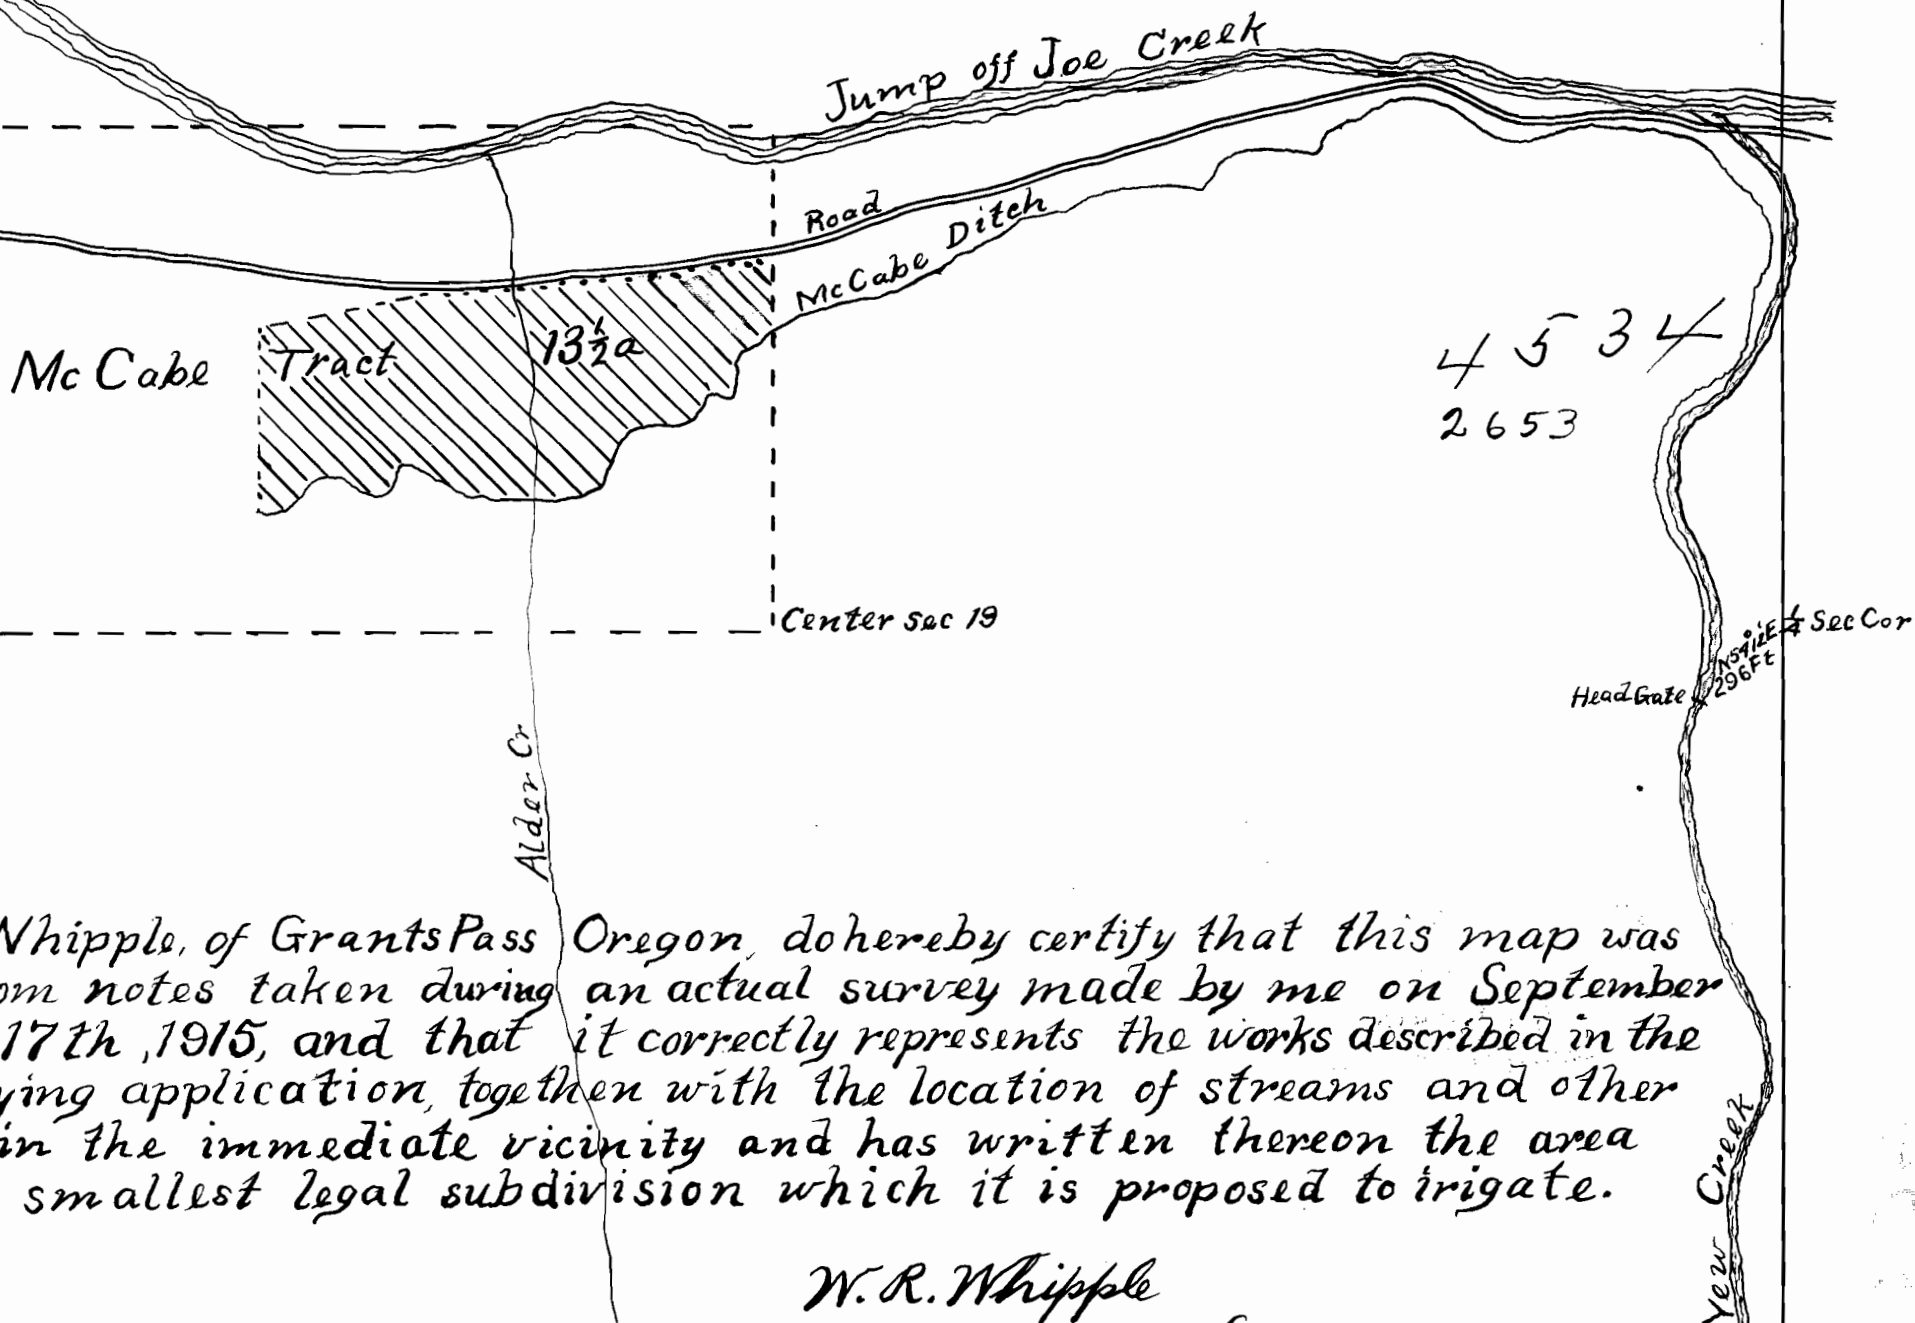 Jump off Joe Creek
Road
McCabe Ditch
McCabe Tract 13½a
4534
2653
Center sec 19
¼ Sec Cor
296Ft
Head Gate
Alder Cr
Whipple, of Grants Pass Oregon, do hereby certify that this map was
notes taken during an actual survey made by me on September
17th, 1915, and that it correctly represents the works described in the
ying application, together with the location of streams and other
in the immediate vicinity and has written thereon the area
smallest legal subdivision which it is proposed to irigate.
Yew Creek
W. R. Whipple